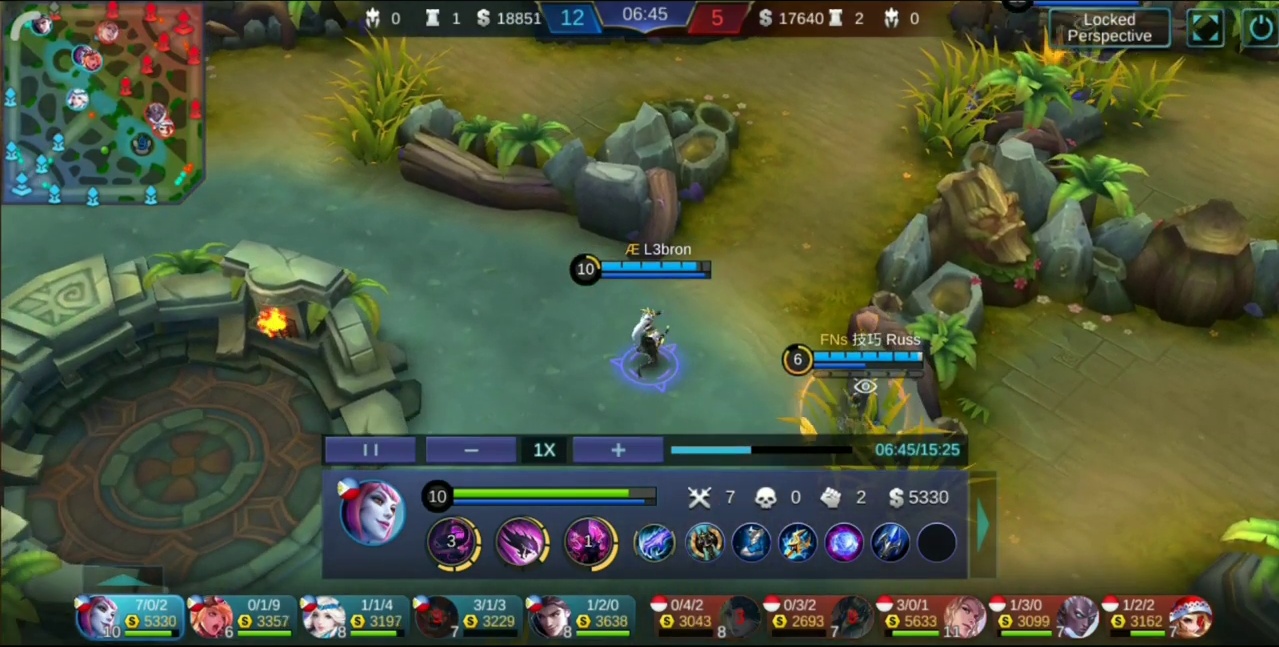 0 1 $ 18851 12 06:45 5 $ 17640 2 0
Locked
Perspective
Æ L3bron
10
FNs 技巧 Russ
6
1X
06:45/15:25
10
7 0 2 $ 5330
3
1
7/0/2 0/1/9 1/1/4 3/1/3 1/2/0 0/4/2 0/3/2 3/0/1 1/3/0 1/2/2
5330 3357 3197 3229 3638 3043 2693 5633 3099 3162
10 6 8 7 8 8 7 11 7 7